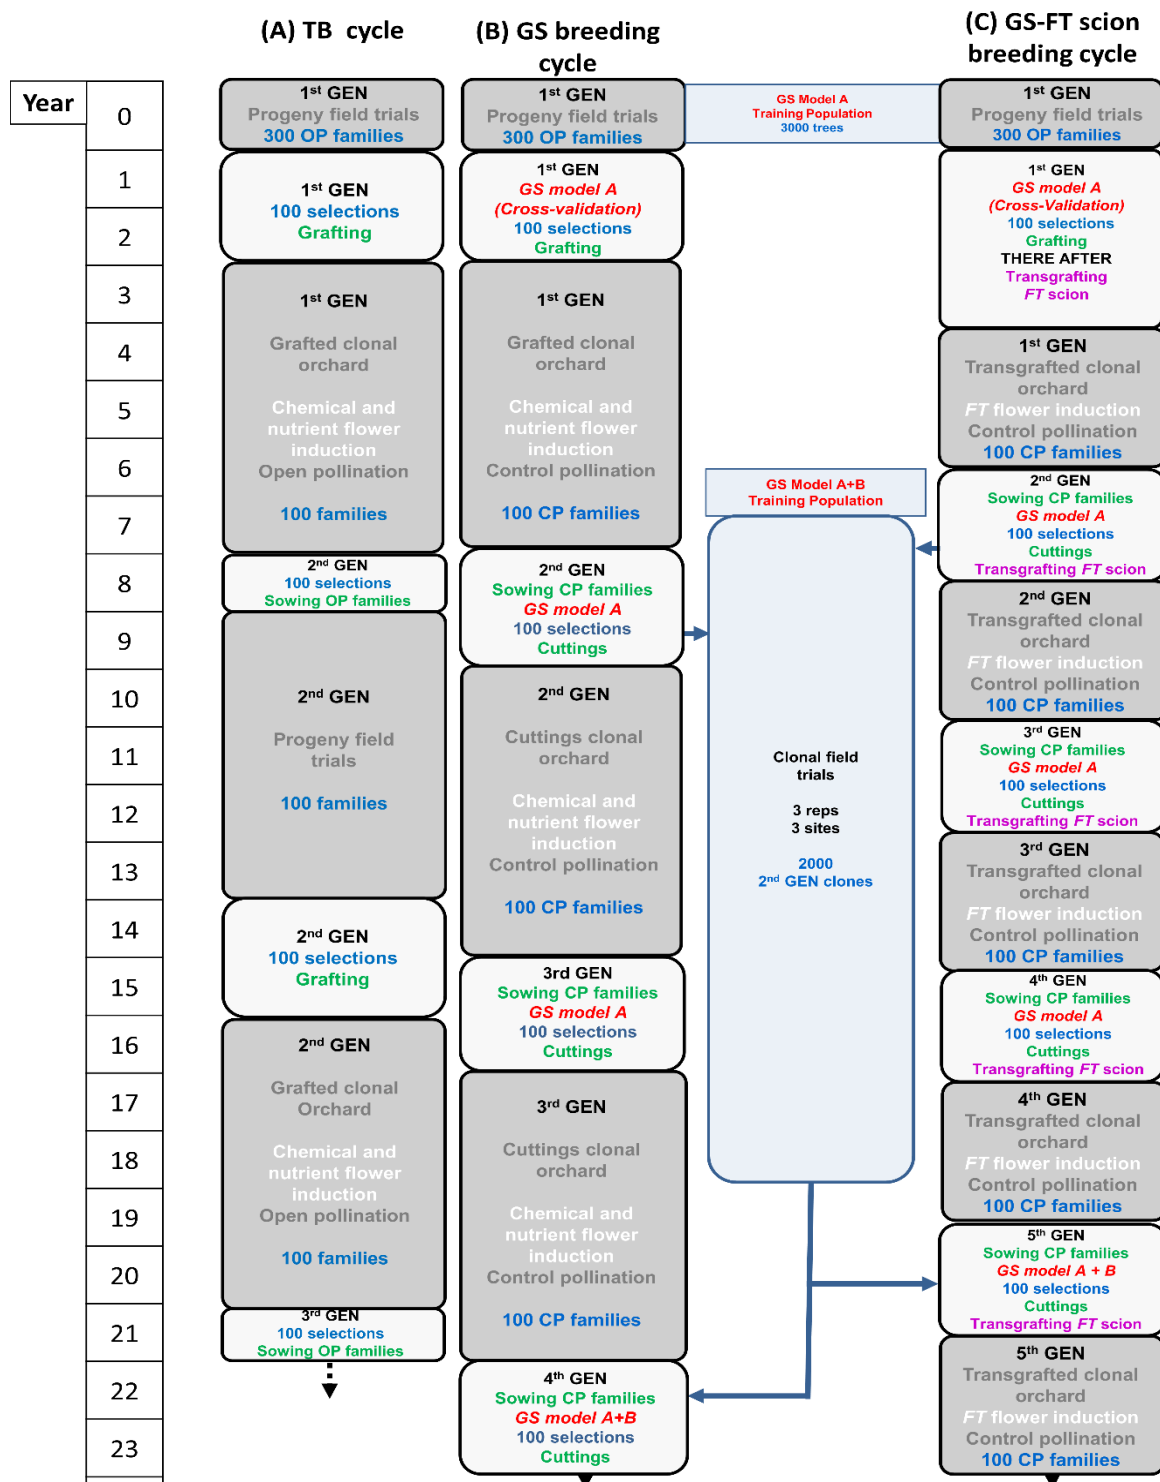 (A) TB cycle
(B) GS breeding
cycle
(C) GS-FT scion
breeding cycle
Year
0
1
2
3
4
5
6
7
8
9
10
11
12
13
14
15
16
17
18
19
20
21
22
23
1st GEN
Progeny field trials
300 OP families
1st GEN
100 selections
Grafting
1st GEN
Grafted clonal
orchard
Chemical and
nutrient flower
induction
Open pollination
100 families
2nd GEN
100 selections
Sowing OP families
2nd GEN
Progeny field
trials
100 families
2nd GEN
100 selections
Grafting
2nd GEN
Grafted clonal
Orchard
Chemical and
nutrient flower
induction
Open pollination
100 families
3rd GEN
100 selections
Sowing OP families
1st GEN
Progeny field trials
300 OP families
1st GEN
GS model A
(Cross-validation)
100 selections
Grafting
1st GEN
Grafted clonal
orchard
Chemical and
nutrient flower
induction
Control pollination
100 CP families
2nd GEN
Sowing CP families
GS model A
100 selections
Cuttings
2nd GEN
Cuttings clonal
orchard
Chemical and
nutrient flower
induction
Control pollination
100 CP families
3rd GEN
Sowing CP families
GS model A
100 selections
Cuttings
3rd GEN
Cuttings clonal
orchard
Chemical and
nutrient flower
induction
Control pollination
100 CP families
4th GEN
Sowing CP families
GS model A+B
100 selections
Cuttings
GS Model A
Training Population
3000 trees
GS Model A+B
Training Population
Clonal field
trials
3 reps
3 sites
2000
2nd GEN clones
1st GEN
Progeny field trials
300 OP families
1st GEN
GS model A
(Cross-Validation)
100 selections
Grafting
THERE AFTER
Transgrafting
FT scion
1st GEN
Transgrafted clonal
orchard
FT flower induction
Control pollination
100 CP families
2nd GEN
Sowing CP families
GS model A
100 selections
Cuttings
Transgrafting FT scion
2nd GEN
Transgrafted clonal
orchard
FT flower induction
Control pollination
100 CP families
3rd GEN
Sowing CP families
GS model A
100 selections
Cuttings
Transgrafting FT scion
3rd GEN
Transgrafted clonal
orchard
FT flower induction
Control pollination
100 CP families
4th GEN
Sowing CP families
GS model A
100 selections
Cuttings
Transgrafting FT scion
4th GEN
Transgrafted clonal
orchard
FT flower induction
Control pollination
100 CP families
5th GEN
Sowing CP families
GS model A + B
100 selections
Cuttings
Transgrafting FT scion
5th GEN
Transgrafted clonal
orchard
FT flower induction
Control pollination
100 CP families